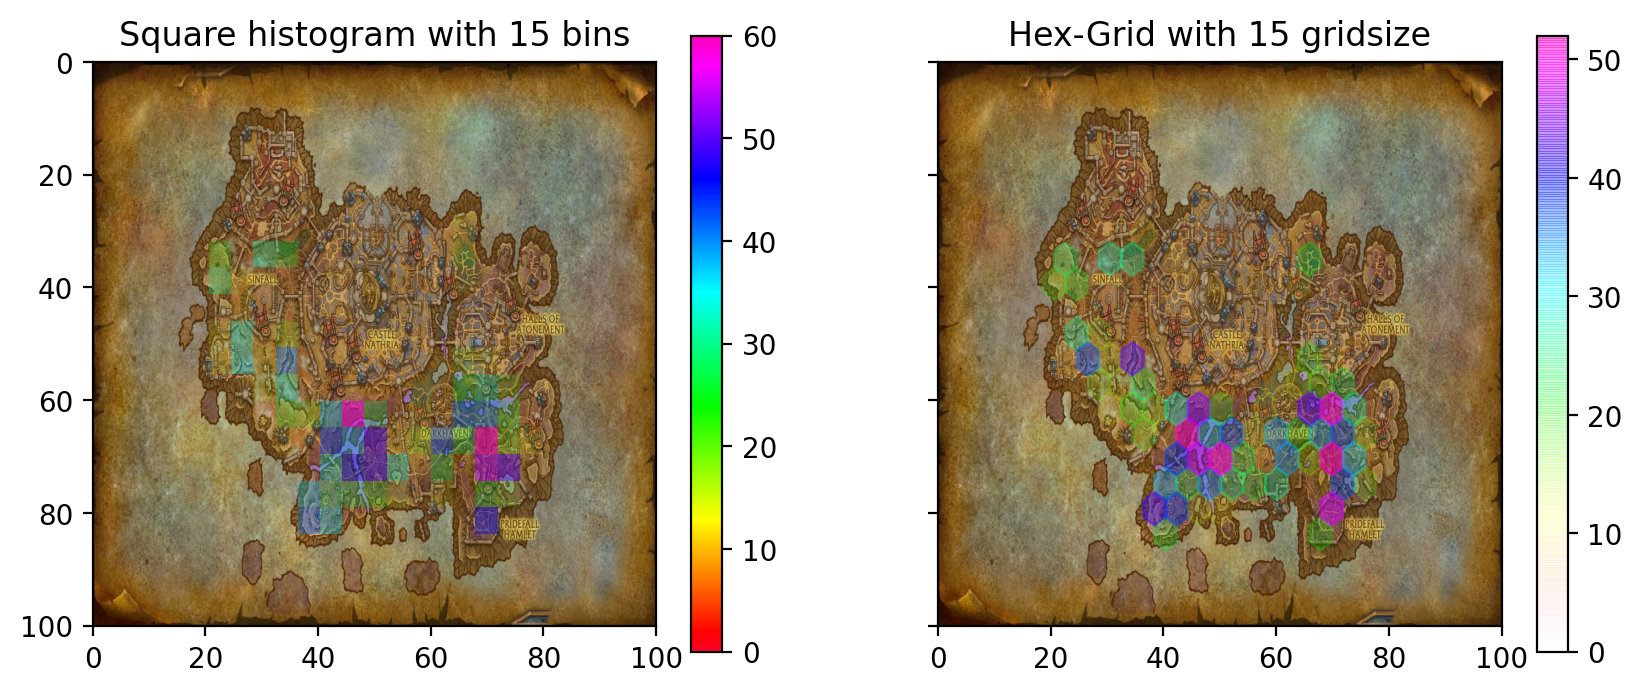 Square histogram with 15 bins
Hex-Grid with 15 gridsize
0
20
40
60
80
100
0
20
40
60
80
100
SINFALL
CASTLE
NATHRIA
HALLS OF
ATONEMENT
DARKHAVEN
PRIDEFALL
HAMLET
60
50
40
30
20
10
0
0
20
40
60
80
100
SINFALL
CASTLE
NATHRIA
HALLS OF
ATONEMENT
DARKHAVEN
PRIDEFALL
HAMLET
50
40
30
20
10
0